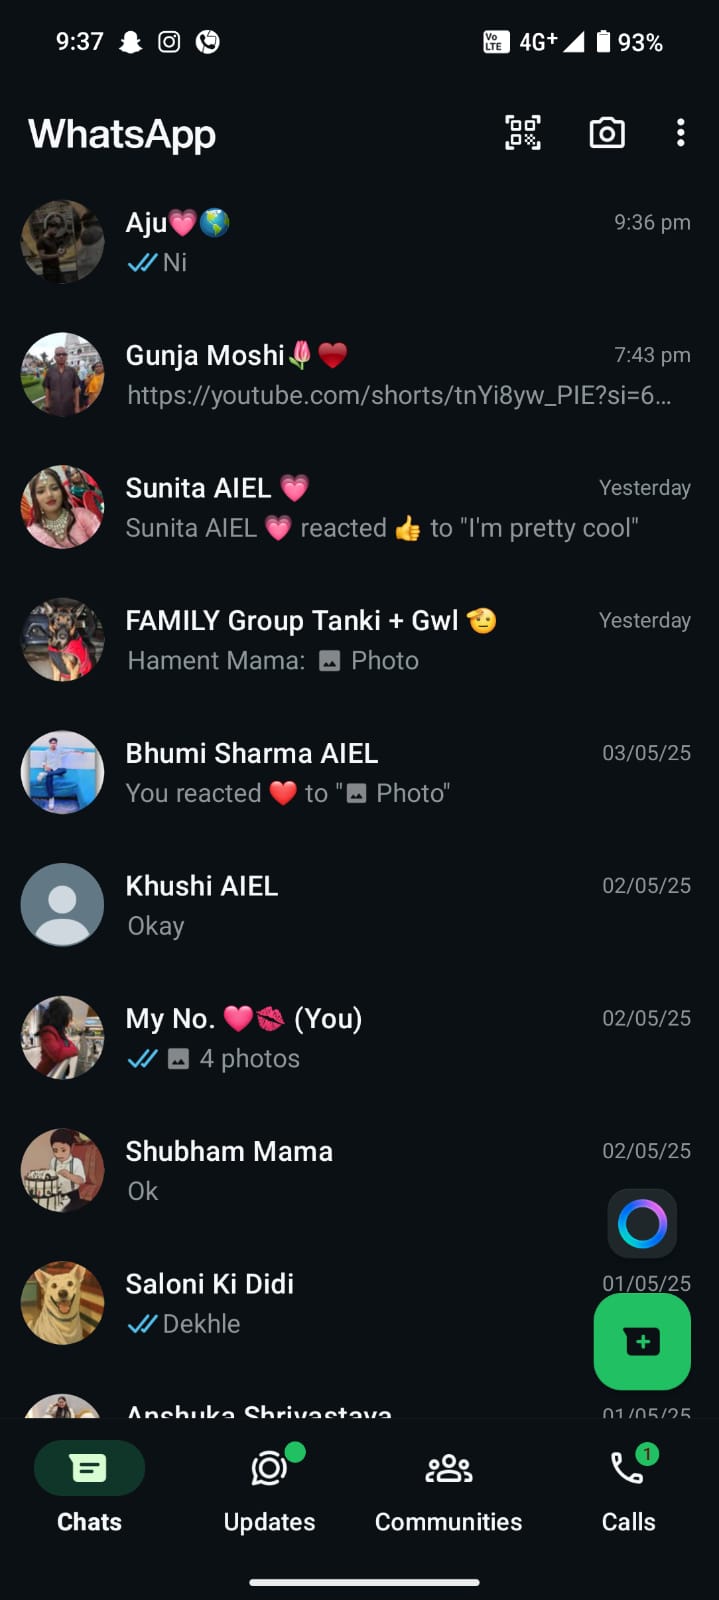 9:37 4G+ 93%
Vo LTE
WhatsApp
Aju💗🌎 9:36 pm
Ni
Gunja Moshi🌷♥️ 7:43 pm
https://youtube.com/shorts/tnYi8yw_PIE?si=6...
Sunita AIEL 💗 Yesterday
Sunita AIEL 💗 reacted 👍 to "I'm pretty cool"
FAMILY Group Tanki + Gwl 🫡 Yesterday
Hament Mama: Photo
Bhumi Sharma AIEL 03/05/25
You reacted ❤️ to "Photo"
Khushi AIEL 02/05/25
Okay
My No. 🩷💋 (You) 02/05/25
4 photos
Shubham Mama 02/05/25
Ok
Saloni Ki Didi 01/05/25
Dekhle
Anshuka Shrivastava 01/05/25
1
Chats Updates Communities Calls